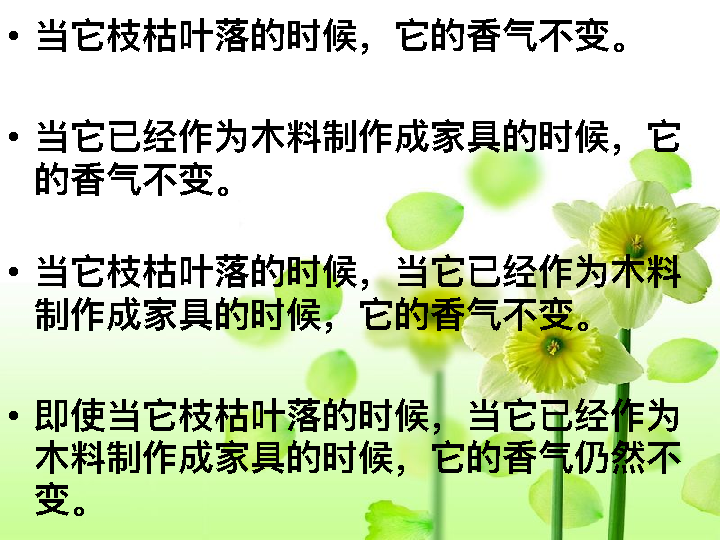 • 当它枝枯叶落的时候，它的香气不变。
• 当它已经作为木料制作成家具的时候，它
的香气不变。
• 当它枝枯叶落的时候，当它已经作为木料
制作成家具的时候，它的香气不变。
• 即使当它枝枯叶落的时候，当它已经作为
木料制作成家具的时候，它的香气仍然不
变。